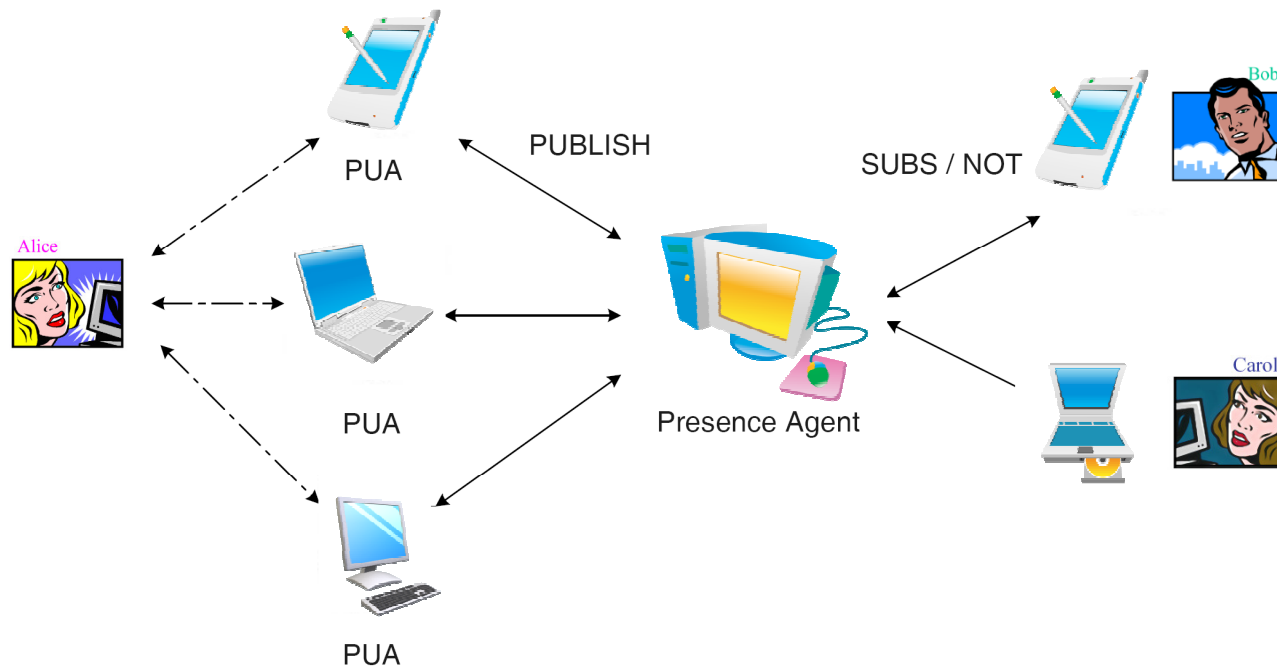 Bob
PUBLISH
SUBS / NOT
PUA
Alice
Carol
PUA
Presence Agent
PUA